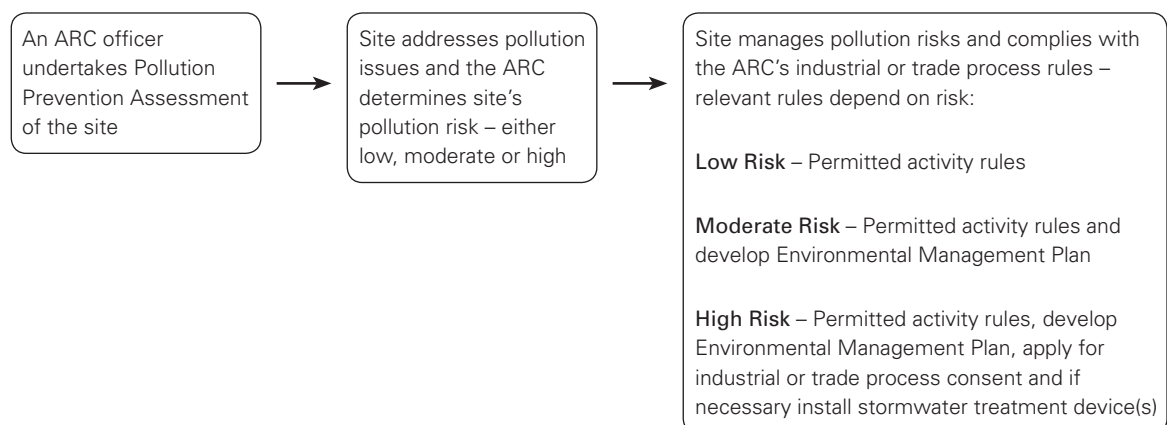 An ARC officer
undertakes Pollution
Prevention Assessment
of the site
Site addresses pollution
issues and the ARC
determines site's
pollution risk – either
low, moderate or high
Site manages pollution risks and complies with
the ARC's industrial or trade process rules –
relevant rules depend on risk:
Low Risk – Permitted activity rules
Moderate Risk – Permitted activity rules and
develop Environmental Management Plan
High Risk – Permitted activity rules, develop
Environmental Management Plan, apply for
industrial or trade process consent and if
necessary install stormwater treatment device(s)